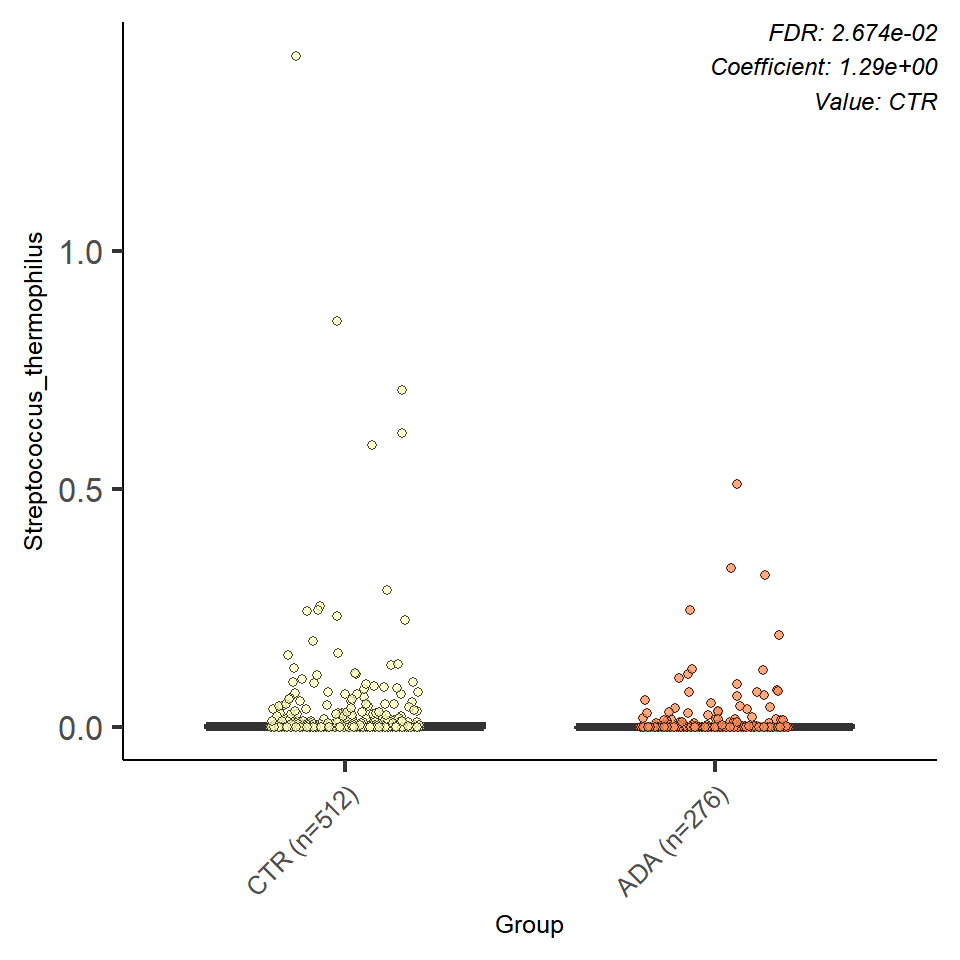 FDR: 2.674e-02
Coefficient: 1.29e+00
Value: CTR
Streptococcus_thermophilus
1.0
0.5
0.0
CTR (n=512)
ADA (n=276)
Group